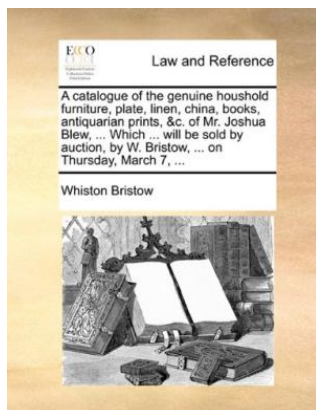 ECCO
Law and Reference
A catalogue of the genuine houshold
furniture, plate, linen, china, books,
antiquarian prints, &c. of Mr. Joshua
Blew, ... Which ... will be sold by
auction, by W. Bristow, ... on
Thursday, March 7, ...
Whiston Bristow